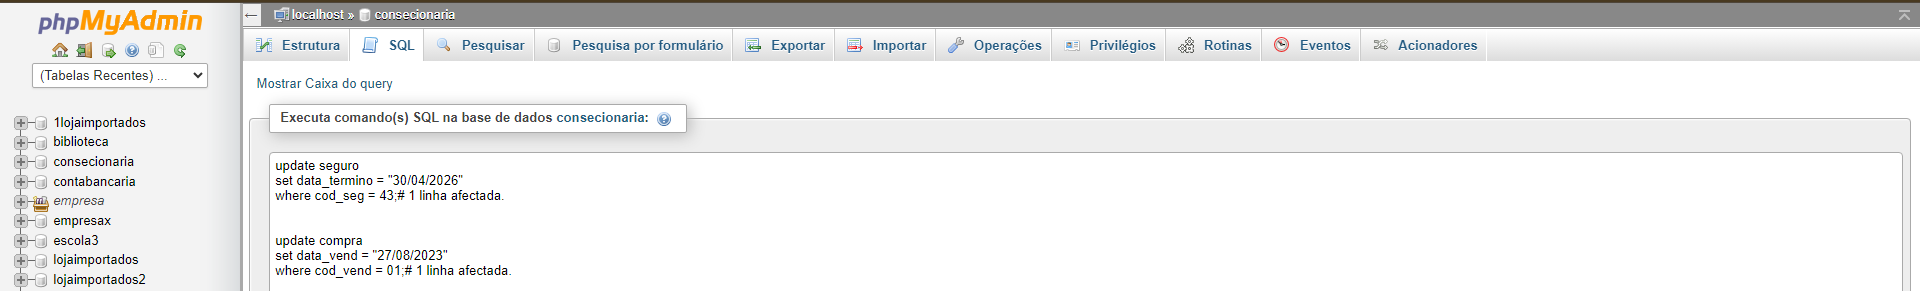 phpMyAdmin
(Tabelas Recentes) ...
1lojaimportados
biblioteca
consecionaria
contabancaria
empresa
empresax
escola3
lojaimportados
lojaimportados2
localhost » consecionaria
Estrutura SQL Pesquisar Pesquisa por formulário Exportar Importar Operações Privilégios Rotinas Eventos Acionadores
Mostrar Caixa do query
Executa comando(s) SQL na base de dados consecionaria:
update seguro
set data_termino = "30/04/2026"
where cod_seg = 43;# 1 linha afectada.
update compra
set data_vend = "27/08/2023"
where cod_vend = 01;# 1 linha afectada.